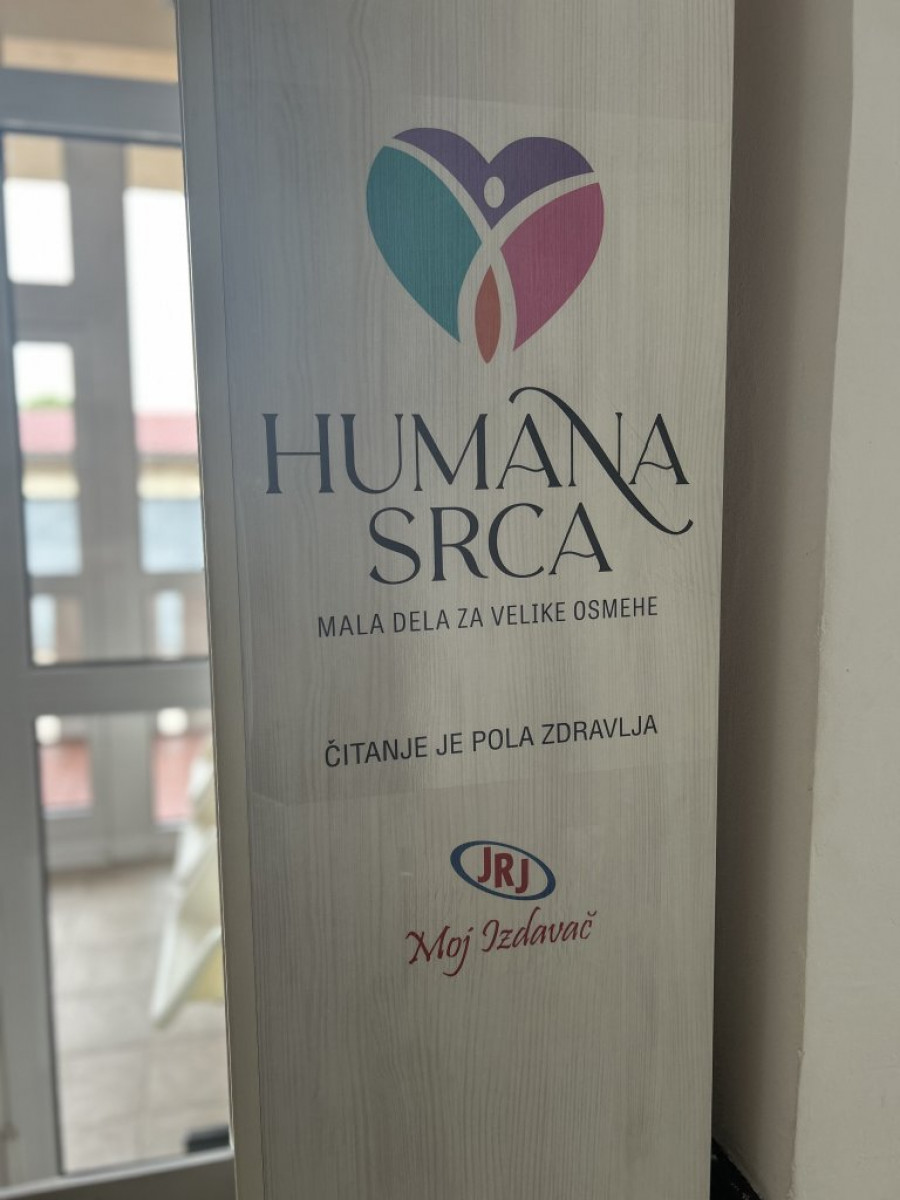 HUMANA
SRCA
MALA DELA ZA VELIKE OSMEHE
ČITANJE JE POLA ZDRAVLJA
JRJ
Moj Izdavač